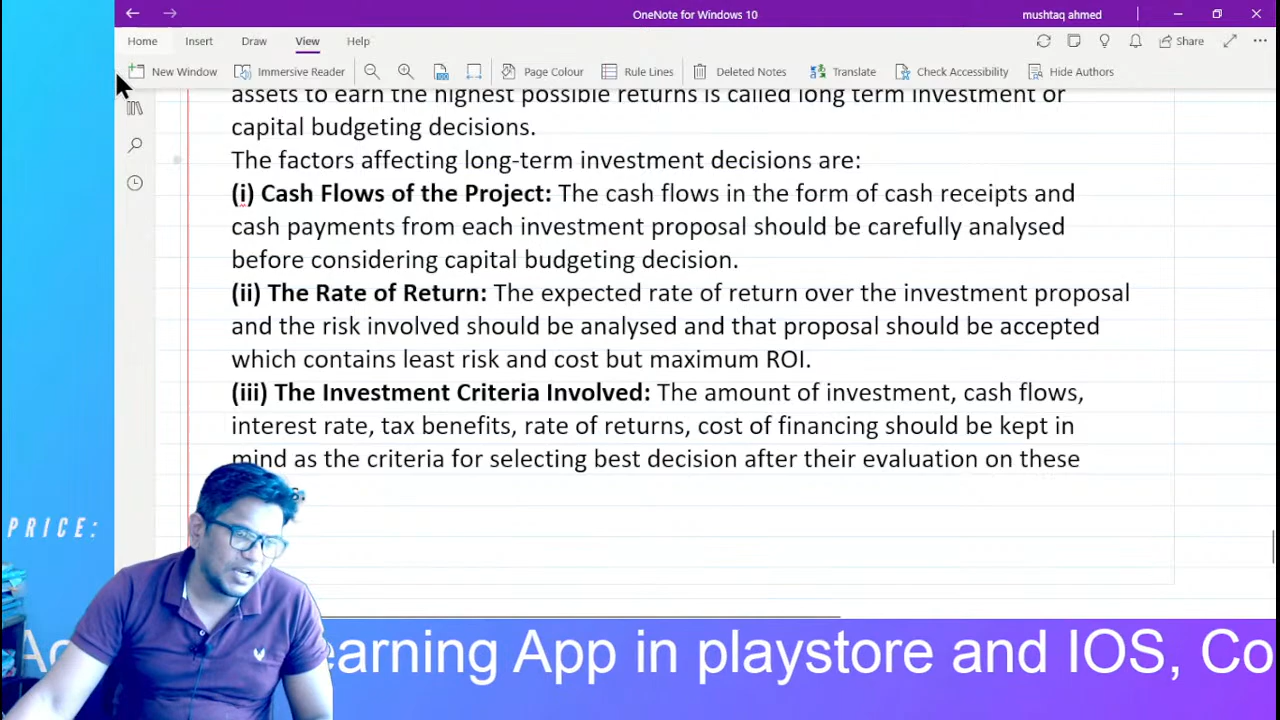 OneNote for Windows 10
mushtaq ahmed
Home Insert Draw View Help
Share
New Window Immersive Reader Page Colour Rule Lines Deleted Notes Translate Check Accessibility Hide Authors
assets to earn the highest possible returns is called long term investment or
capital budgeting decisions.
The factors affecting long-term investment decisions are:
(i) Cash Flows of the Project: The cash flows in the form of cash receipts and
cash payments from each investment proposal should be carefully analysed
before considering capital budgeting decision.
(ii) The Rate of Return: The expected rate of return over the investment proposal
and the risk involved should be analysed and that proposal should be accepted
which contains least risk and cost but maximum ROI.
(iii) The Investment Criteria Involved: The amount of investment, cash flows,
interest rate, tax benefits, rate of returns, cost of financing should be kept in
mind as the criteria for selecting best decision after their evaluation on these
PRICE:
earning App in playstore and IOS, Co